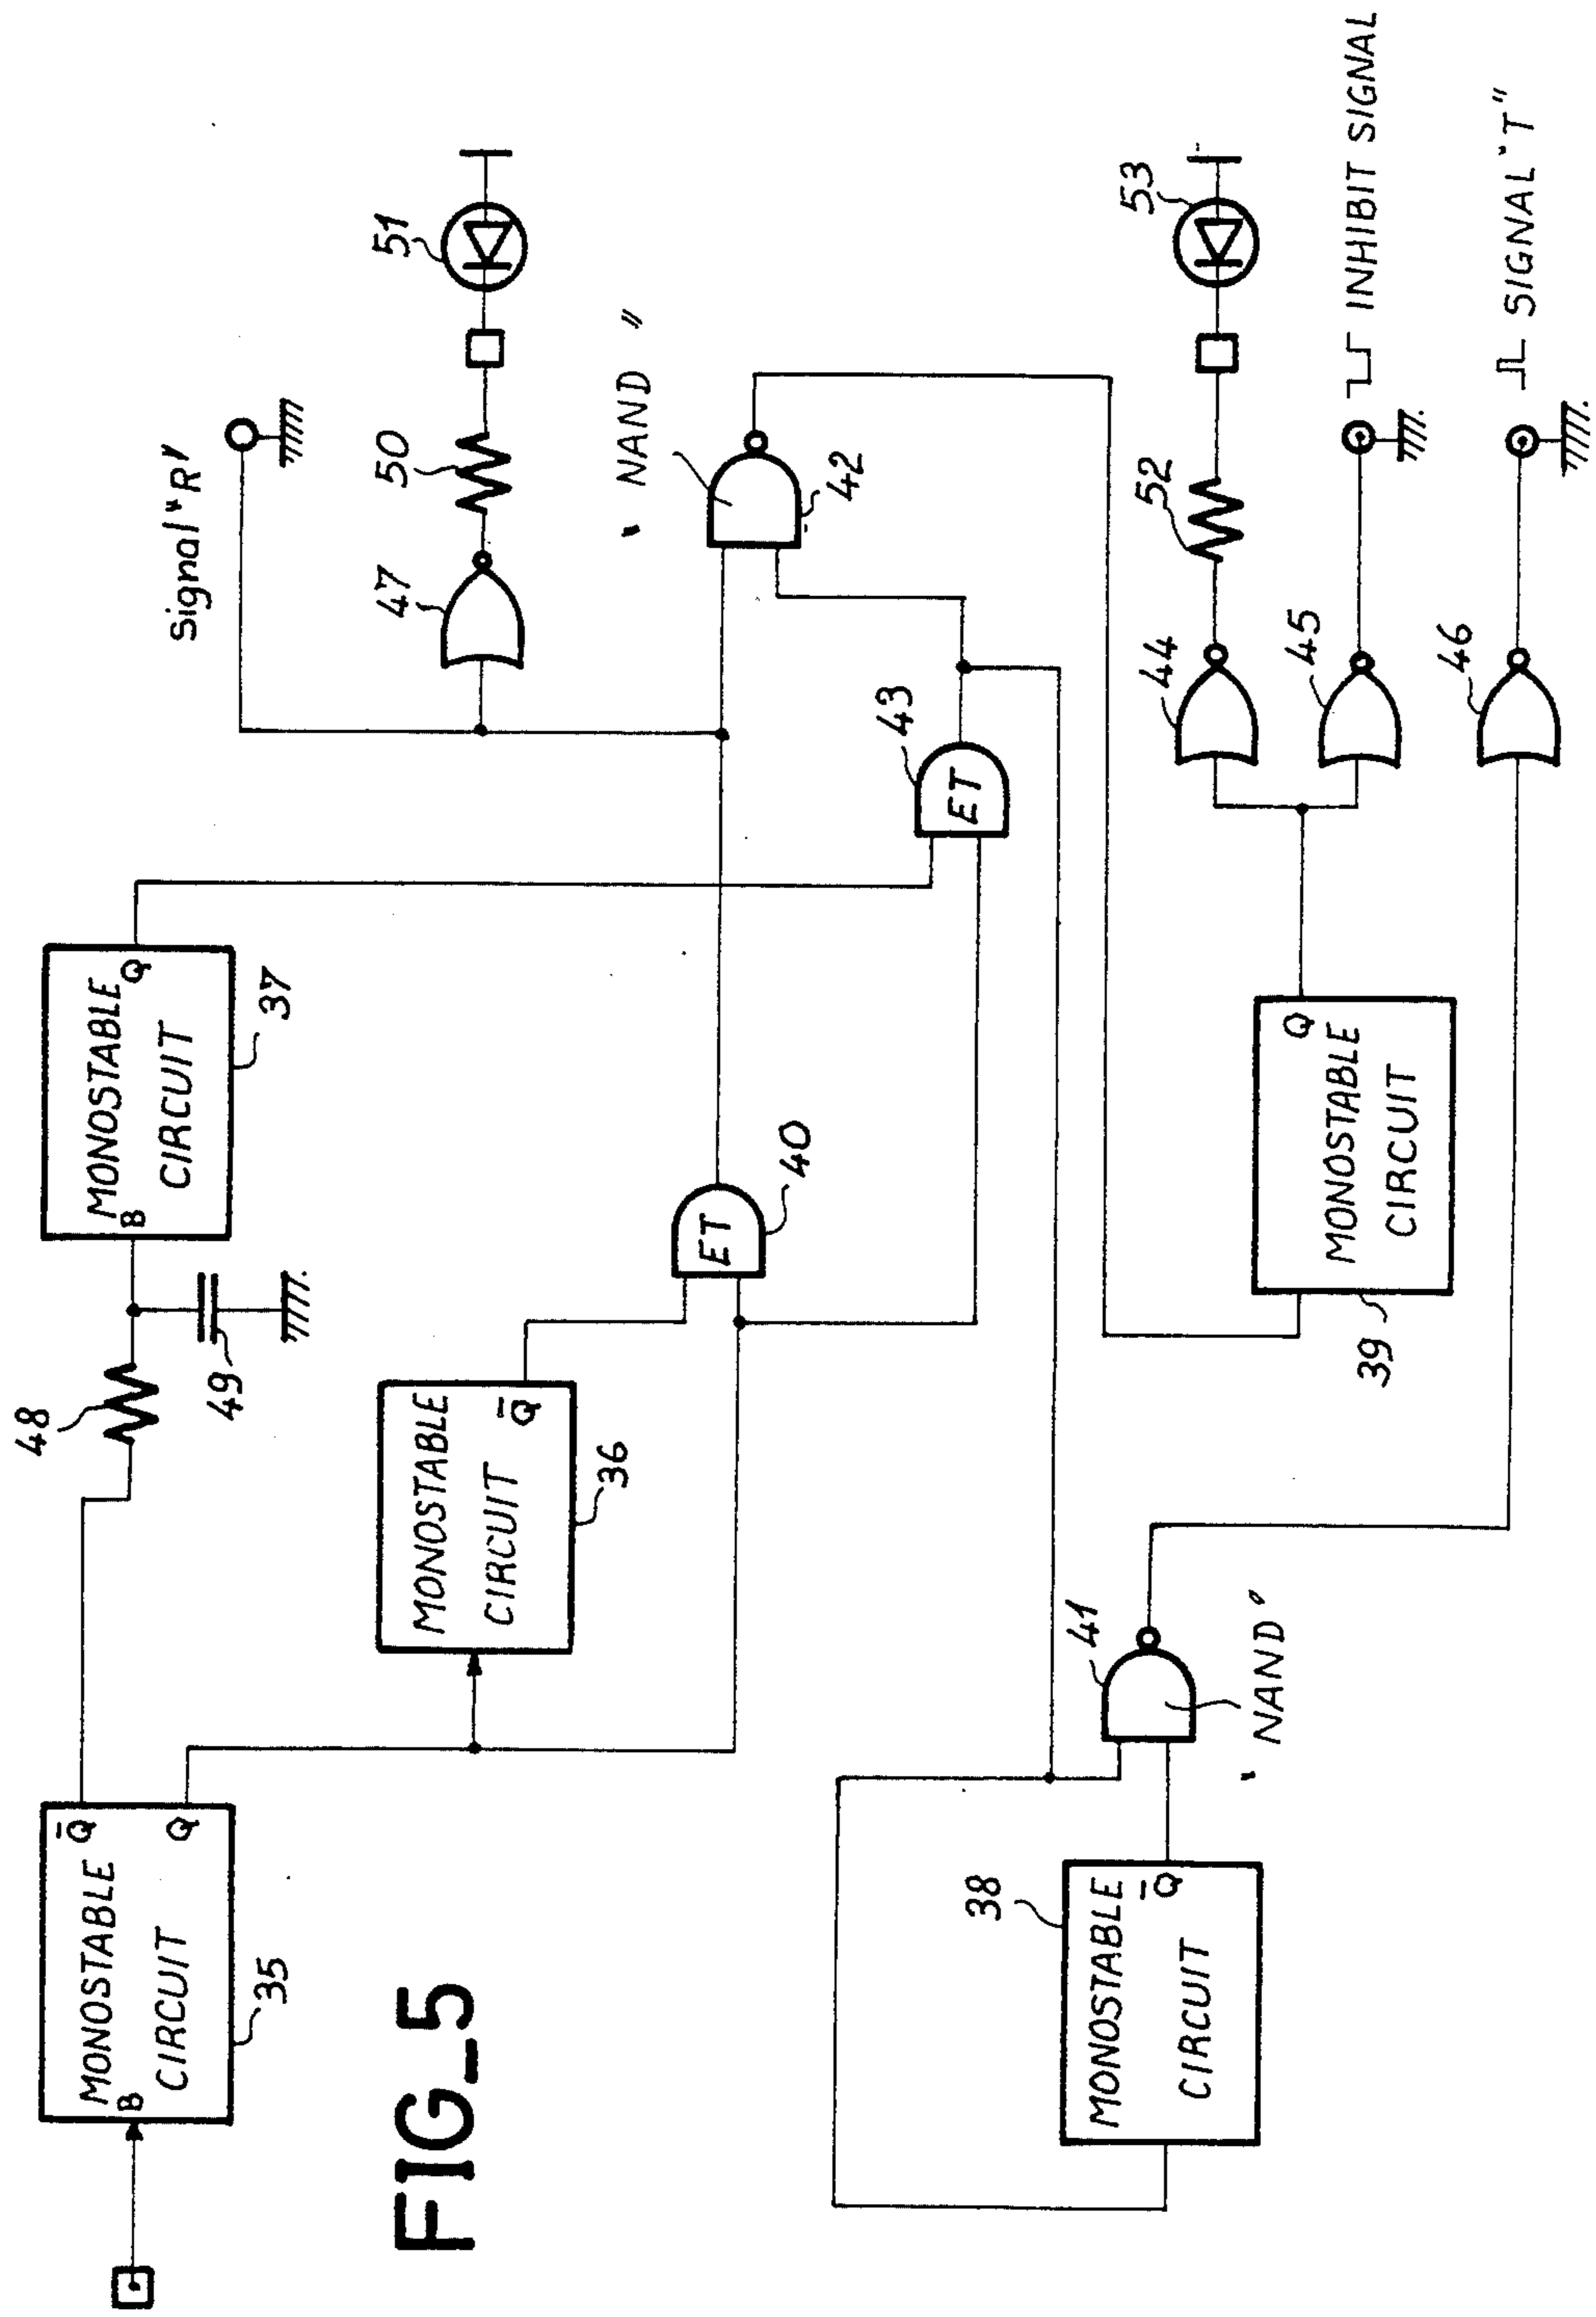 48
49
MONOSTABLE
CIRCUIT
B
Q̄
Q
35
MONOSTABLE
CIRCUIT
B
Q
37
Signal "R"
MONOSTABLE
CIRCUIT
Q̄
36
ET
40
47
50
51
ET
43
" NAND "
42
FIG_5
MONOSTABLE
CIRCUIT
Q̄
38
41
" NAND "
MONOSTABLE
CIRCUIT
Q
39
44
52
53
45
INHIBIT SIGNAL
46
SIGNAL "T"